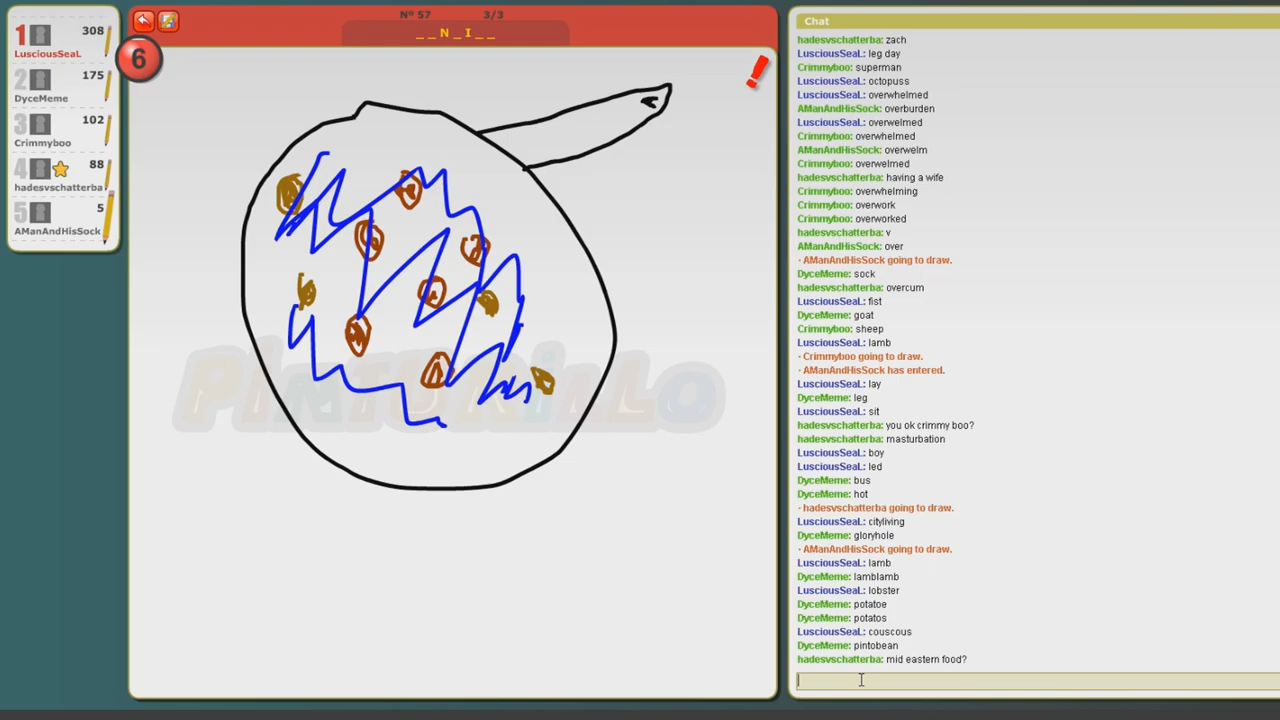 1 308
LusciousSeaL
2 175
DyceMeme
3 102
Crimmyboo
4 88
hadesvschatterba
5 5
AManAndHisSock
6
Nº 57 3/3
_ _ N _ I _ _
!
PINTURILLO
Chat
hadesvschatterba: zach
LusciousSeaL: leg day
Crimmyboo: superman
LusciousSeaL: octopuss
LusciousSeaL: overwhelmed
AManAndHisSock: overburden
LusciousSeaL: overwelmed
Crimmyboo: overwhelmed
AManAndHisSock: overwelm
Crimmyboo: overwelmed
hadesvschatterba: having a wife
Crimmyboo: overwhelming
Crimmyboo: overwork
Crimmyboo: overworked
hadesvschatterba: v
AManAndHisSock: over
· AManAndHisSock going to draw.
DyceMeme: sock
hadesvschatterba: overcum
LusciousSeaL: fist
DyceMeme: goat
Crimmyboo: sheep
LusciousSeaL: lamb
· Crimmyboo going to draw.
· AManAndHisSock has entered.
LusciousSeaL: lay
DyceMeme: leg
LusciousSeaL: sit
hadesvschatterba: you ok crimmy boo?
hadesvschatterba: masturbation
LusciousSeaL: boy
LusciousSeaL: led
DyceMeme: bus
DyceMeme: hot
· hadesvschatterba going to draw.
LusciousSeaL: cityliving
DyceMeme: gloryhole
· AManAndHisSock going to draw.
LusciousSeaL: lamb
DyceMeme: lamblamb
LusciousSeaL: lobster
DyceMeme: potatoe
DyceMeme: potatos
LusciousSeaL: couscous
DyceMeme: pintobean
hadesvschatterba: mid eastern food?